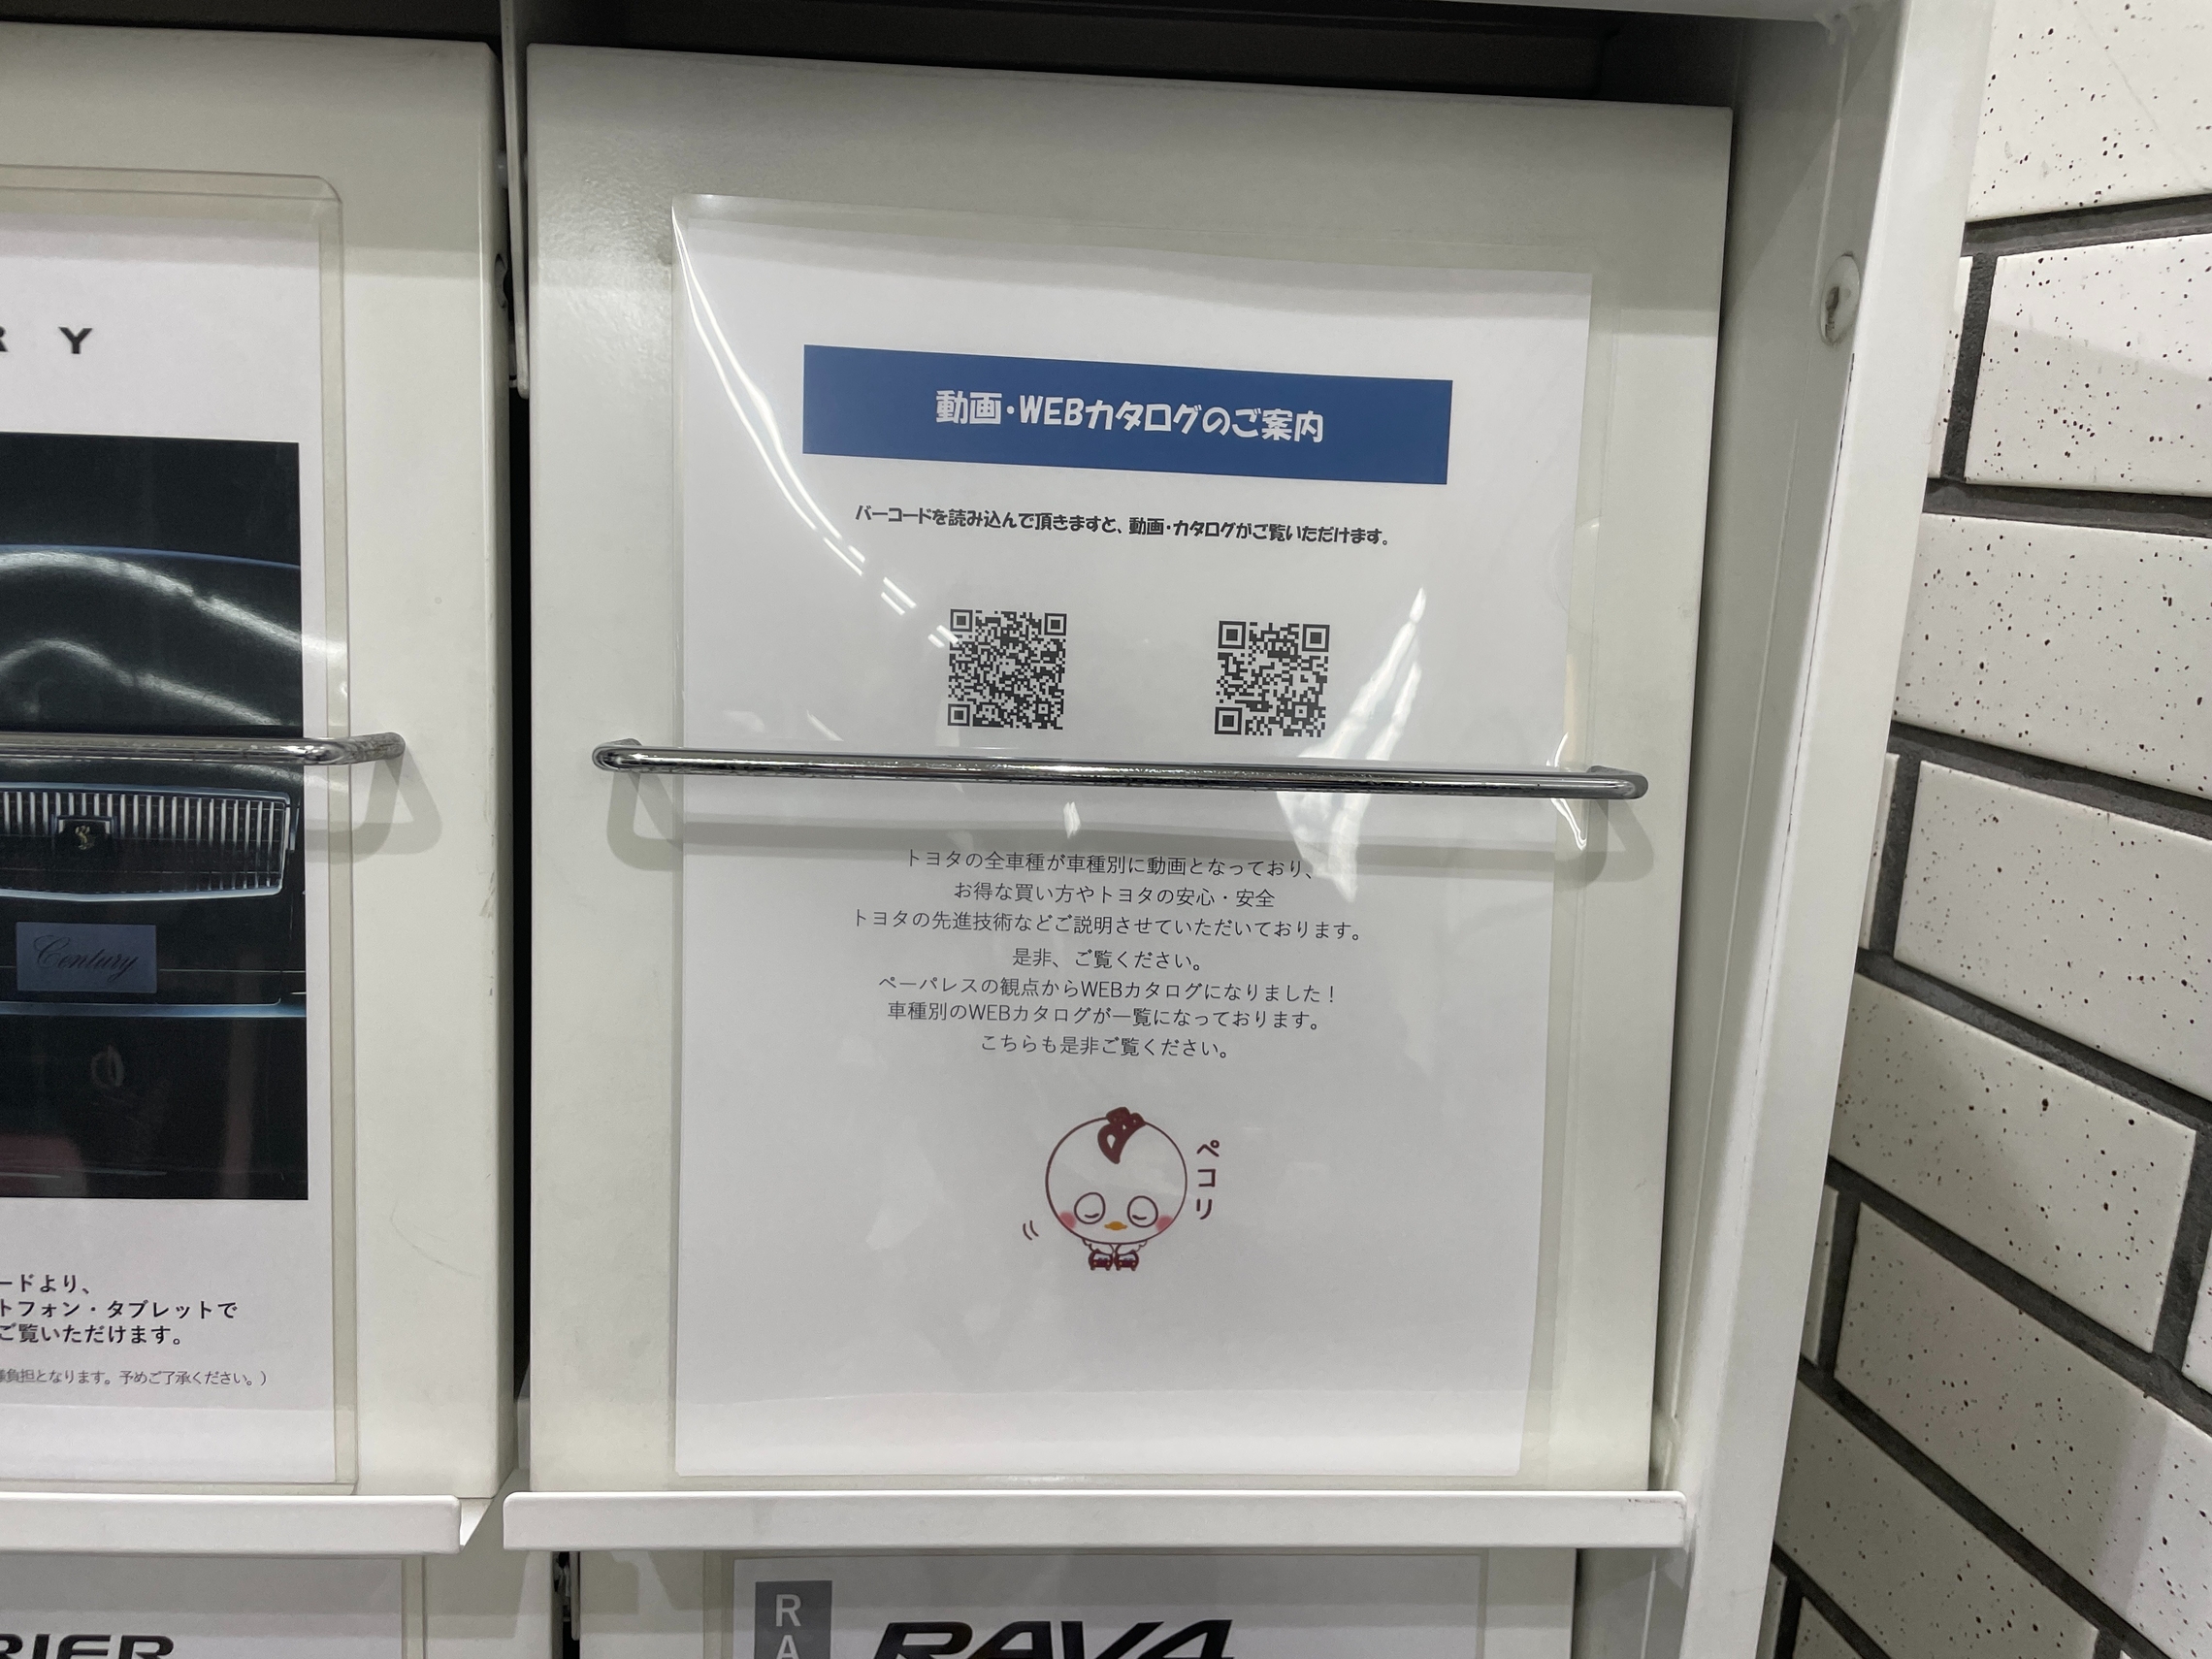 R Y
Century
ードより、
トフォン・タブレットで
ご覧いただけます。
負担となります。予めご了承ください。)
動画・WEBカタログのご案内
バーコードを読み込んで頂きますと、動画・カタログがご覧いただけます。
トヨタの全車種が車種別に動画となっており、
お得な買い方やトヨタの安心・安全
トヨタの先進技術などご説明させていただいております。
是非、ご覧ください。
ペーパレスの観点からWEBカタログになりました！
車種別のWEBカタログが一覧になっております。
こちらも是非ご覧ください。
ペコリ
RIER
RA
RAV4